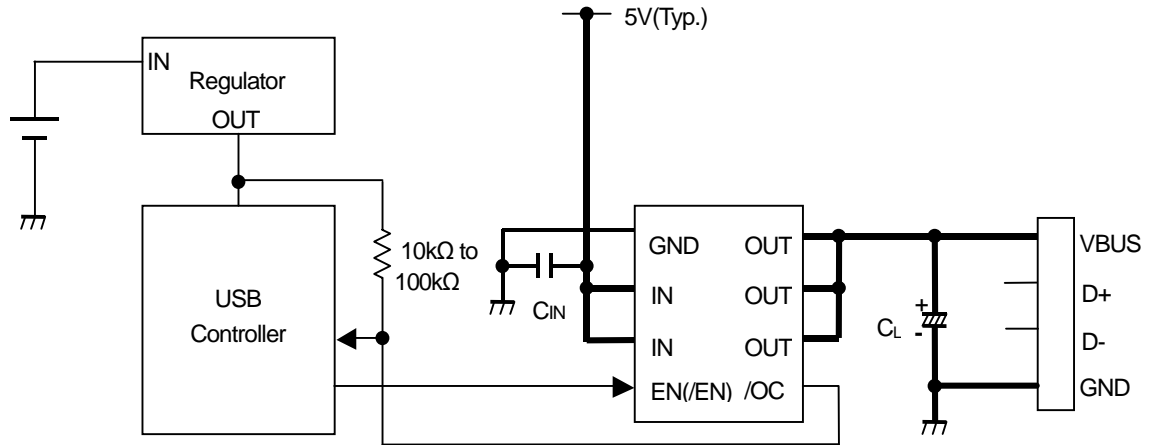 5V(Typ.)
IN
Regulator
OUT
10kΩ to
100kΩ
USB
Controller
CIN
GND OUT
IN OUT
IN OUT
EN(/EN) /OC
+
CL
-
VBUS
D+
D-
GND